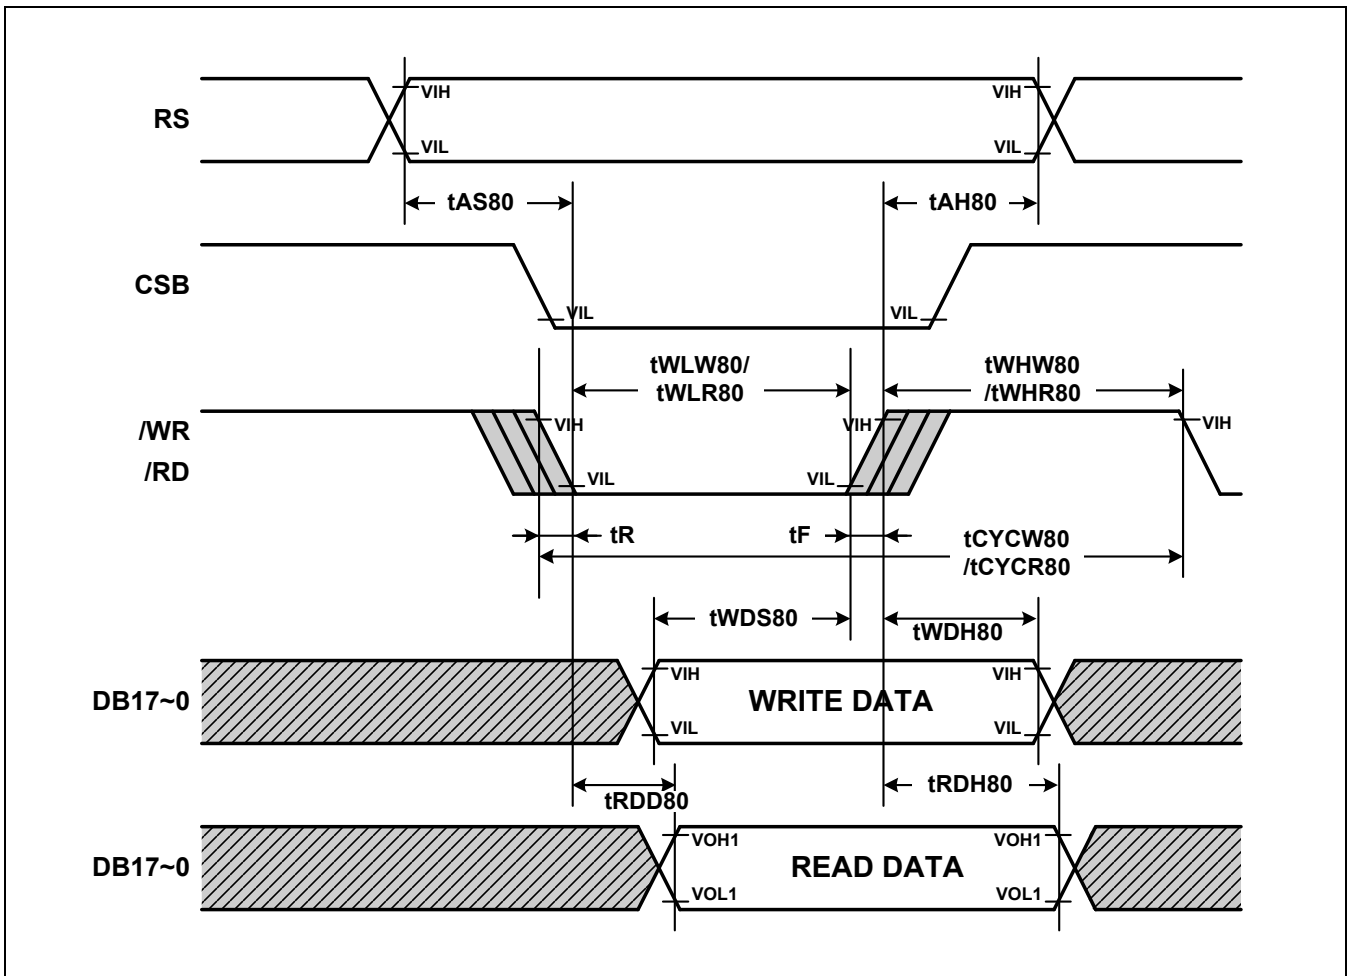 RS
VIH
VIH
VIL
VIL
tAS80
tAH80
CSB
VIL
VIL
tWLW80/
tWLR80
tWHW80
/tWHR80
/WR
/RD
VIH
VIH
VIH
VIL
VIL
tR
tF
tCYCW80
/tCYCR80
tWDS80
tWDH80
DB17~0
VIH
WRITE DATA
VIH
VIL
VIL
tRDD80
tRDH80
DB17~0
VOH1
READ DATA
VOH1
VOL1
VOL1